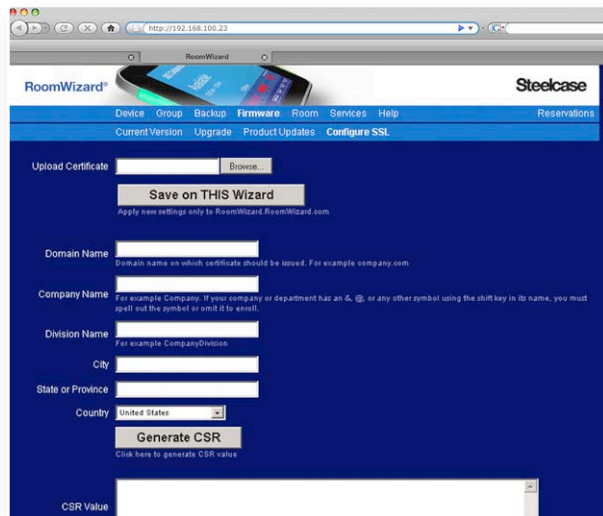 http://192.168.100.23
RoomWizard
RoomWizard®
Steelcase
Device Group Backup Firmware Room Services Help Reservations
Current Version Upgrade Product Updates Configure SSL
Upload Certificate Browse...
Save on THIS Wizard
Apply new settings only to RoomWizard.RoomWizard.com
Domain Name
Domain name on which certificate should be issued. For example company.com
Company Name
For example Company. If your company or department has an &, @, or any other symbol using the shift key in its name, you must
spell out the symbol or omit it to enroll.
Division Name
For example CompanyDivision
City
State or Province
Country United States
Generate CSR
Click here to generate CSR value
CSR Value